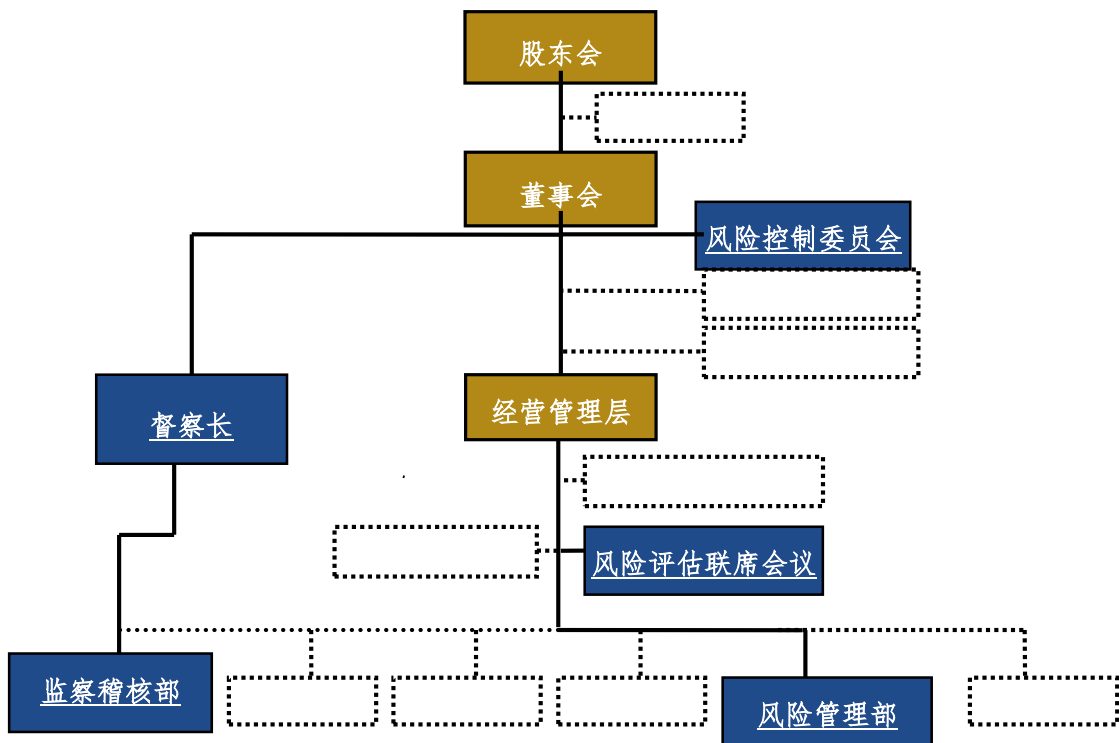 股东会
董事会
风险控制委员会
督察长
经营管理层
风险评估联席会议
监察稽核部
风险管理部